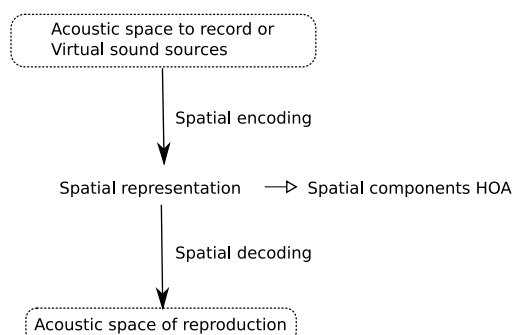 Acoustic space to record or
Virtual sound sources
Spatial encoding
Spatial representation
Spatial components HOA
Spatial decoding
Acoustic space of reproduction